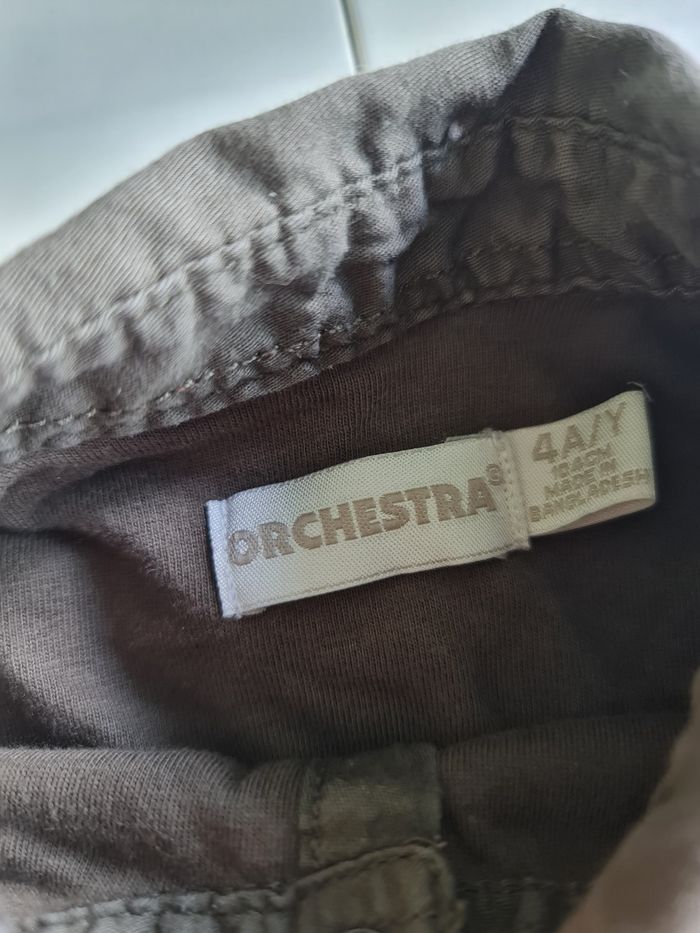 ORCHESTRA®
4A/Y
104CM
MADE IN
BANGLADESH